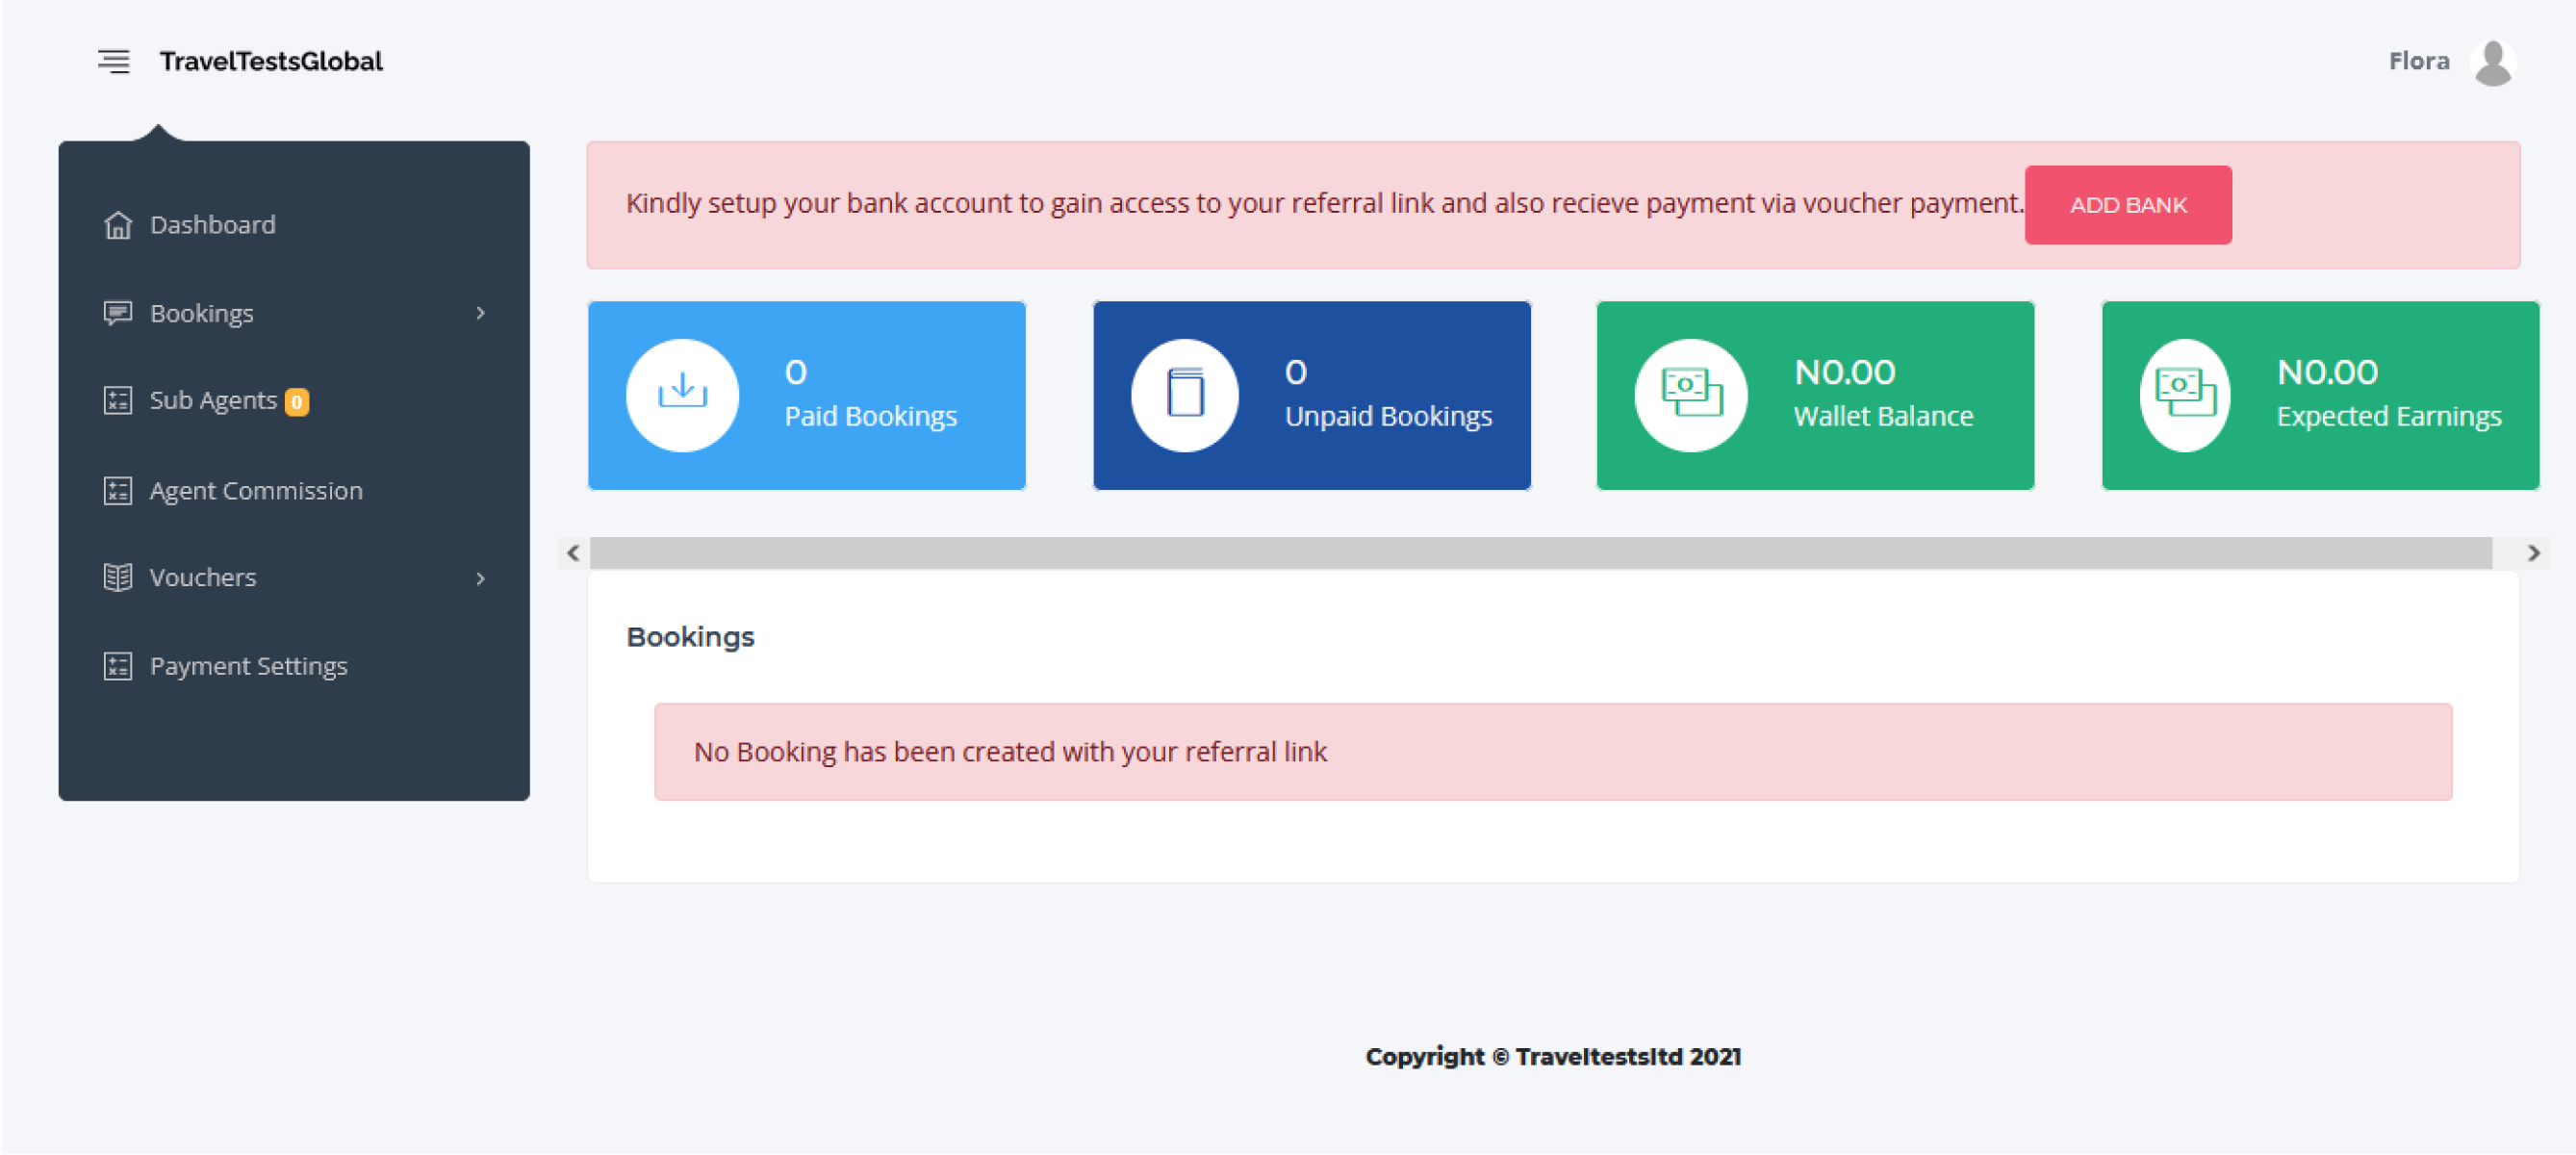 TravelTestsGlobal
Flora
Dashboard
Bookings
Sub Agents 0
Agent Commission
Vouchers
Payment Settings
Kindly setup your bank account to gain access to your referral link and also recieve payment via voucher payment. ADD BANK
0
Paid Bookings
0
Unpaid Bookings
N0.00
Wallet Balance
N0.00
Expected Earnings
Bookings
No Booking has been created with your referral link
Copyright © Traveltestsltd 2021